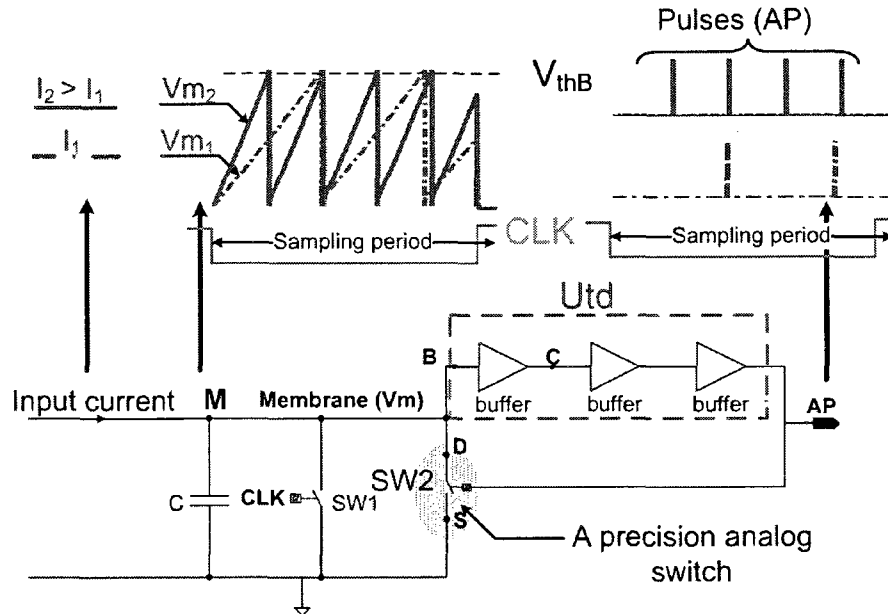 Pulses (AP)
V thB
I2 > I1
Vm2
I1
Vm1
Sampling period
CLK
Sampling period
Utd
B
C
buffer
buffer
buffer
Input current
M
Membrane (Vm)
AP
D
SW2
C
CLK
SW1
S
A precision analog
switch